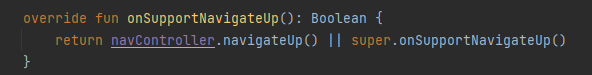 override fun onSupportNavigateUp(): Boolean {
    return navController.navigateUp() || super.onSupportNavigateUp()
}